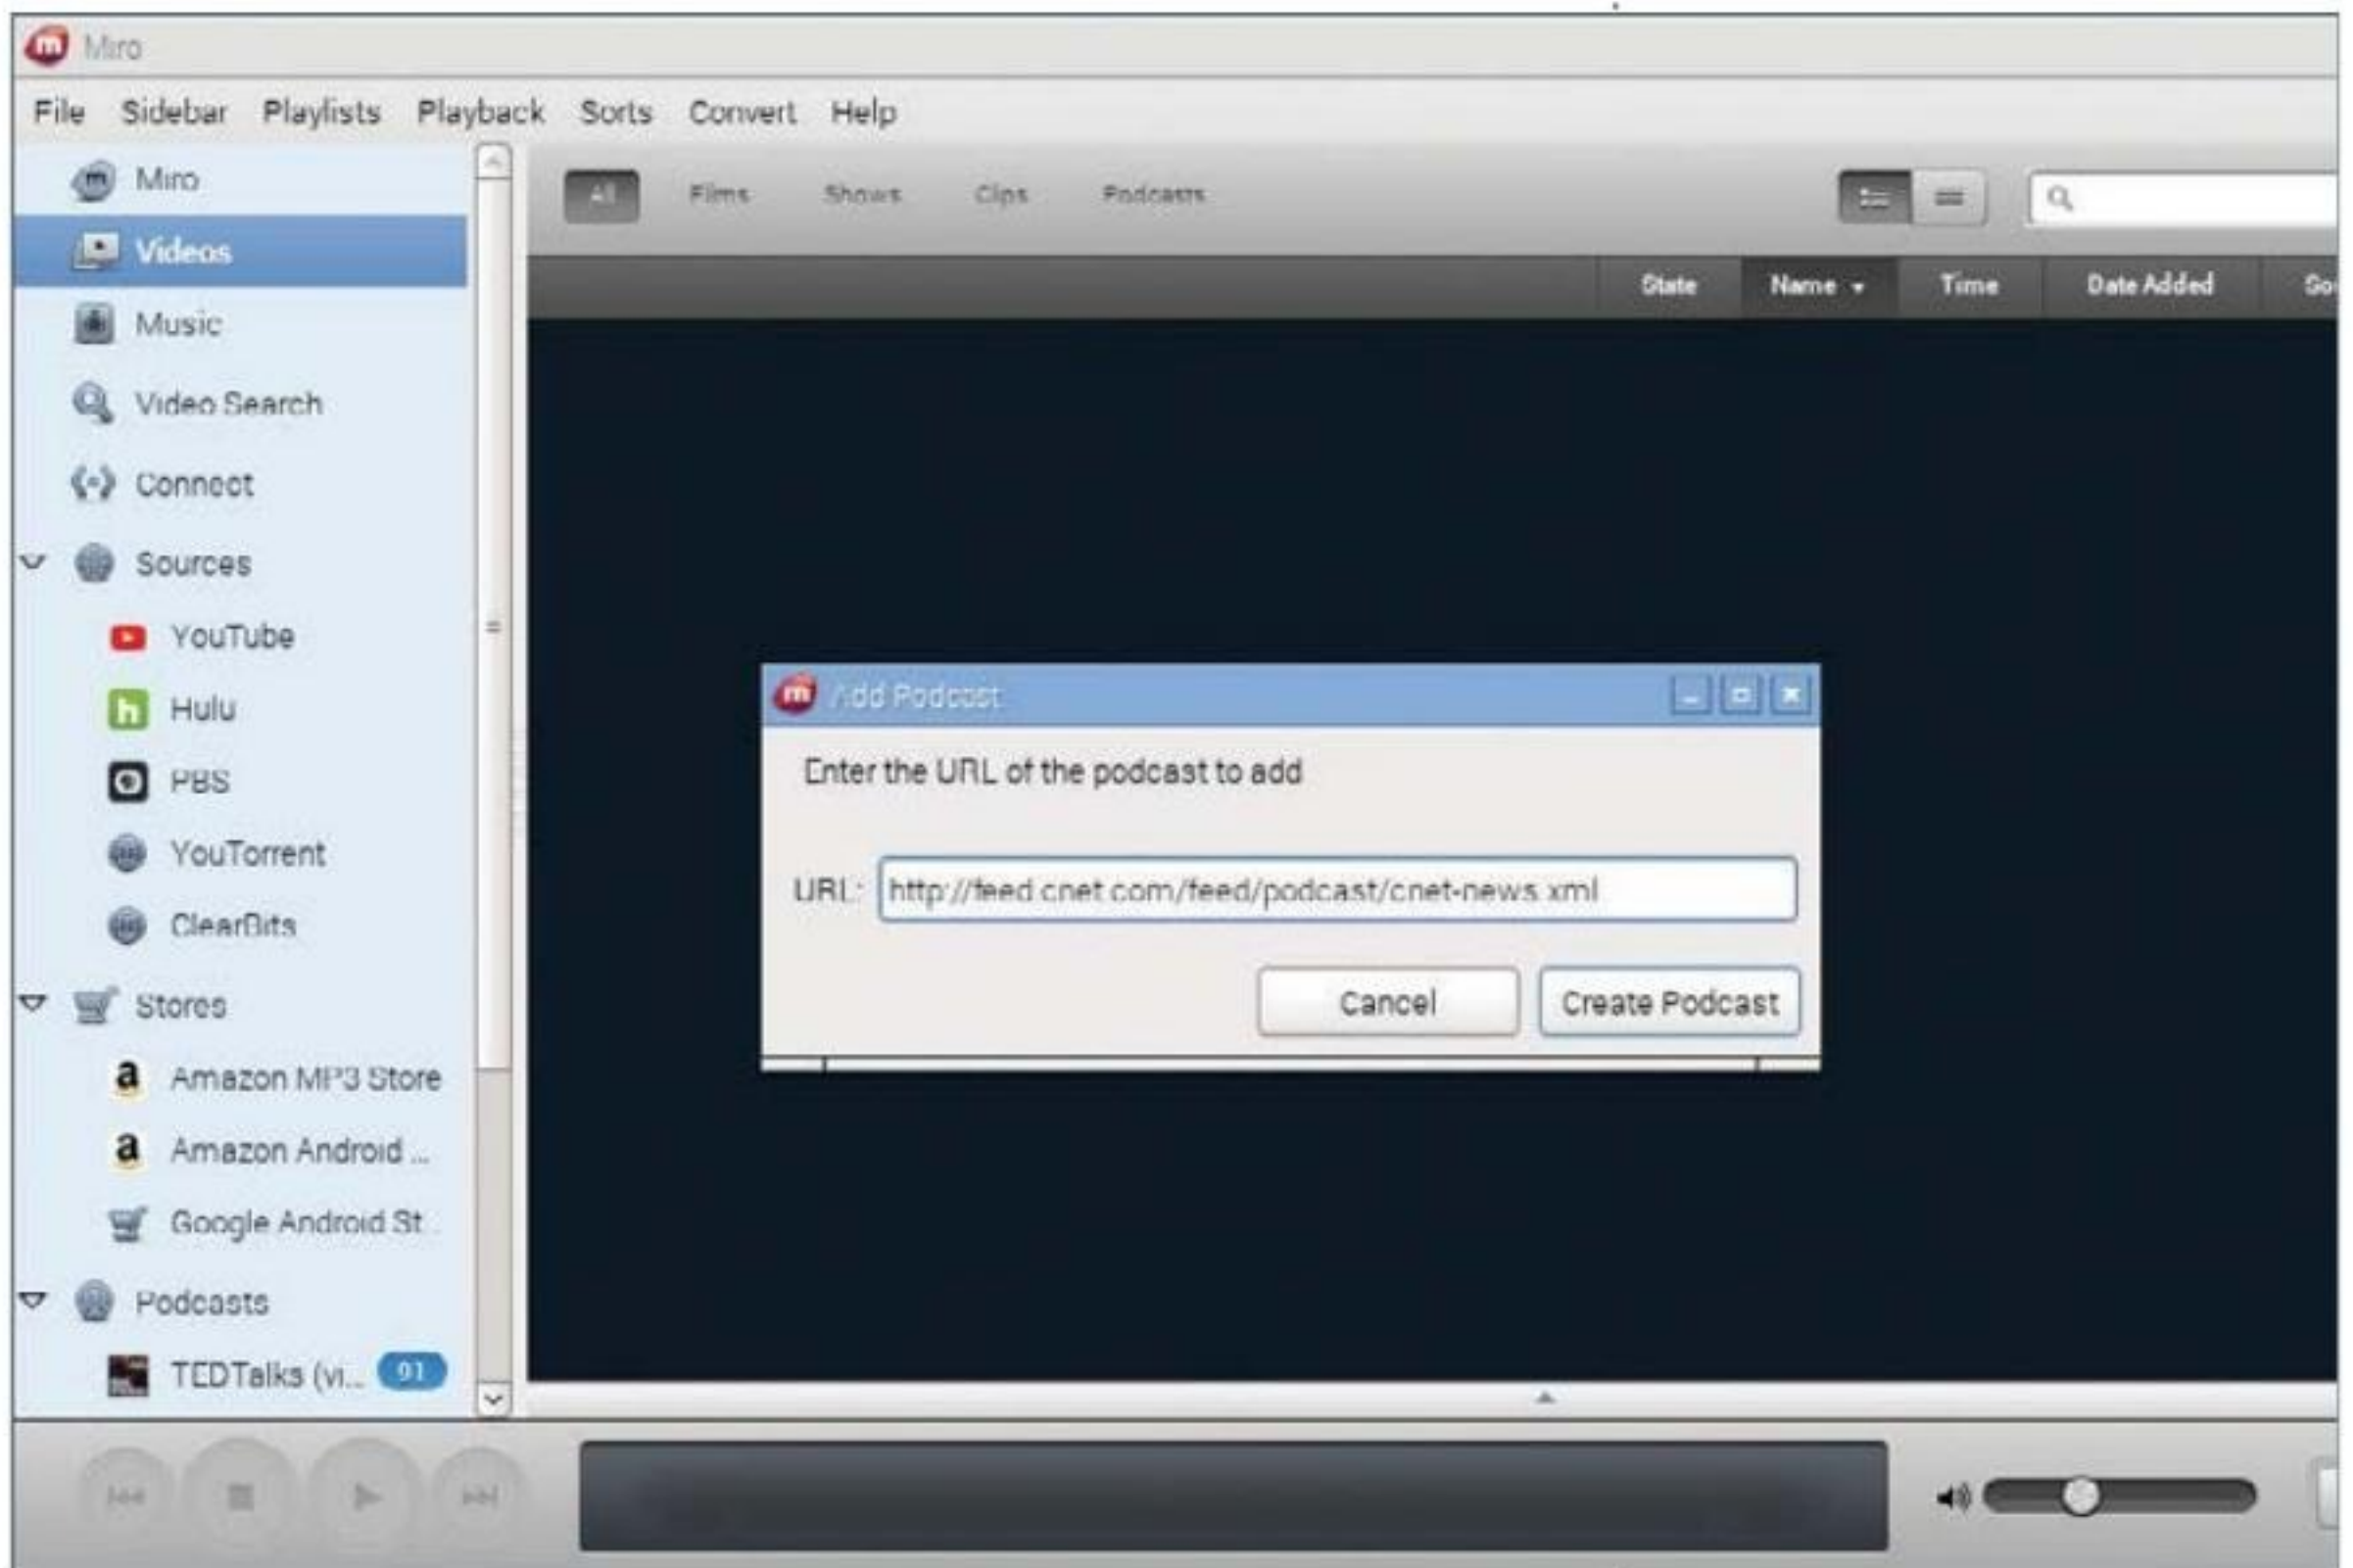 Miro
File Sidebar Playlists Playback Sorts Convert Help
Miro
Videos
Music
Video Search
Connect
Sources
YouTube
Hulu
PBS
YouTorrent
ClearBits
Stores
Amazon MP3 Store
Amazon Android ...
Google Android St...
Podcasts
TEDTalks (vi... 91
All Films Shows Clips Podcasts
State Name Time Date Added So
Add Podcast
Enter the URL of the podcast to add
URL: http://feed.cnet.com/feed/podcast/cnet-news.xml
Cancel Create Podcast